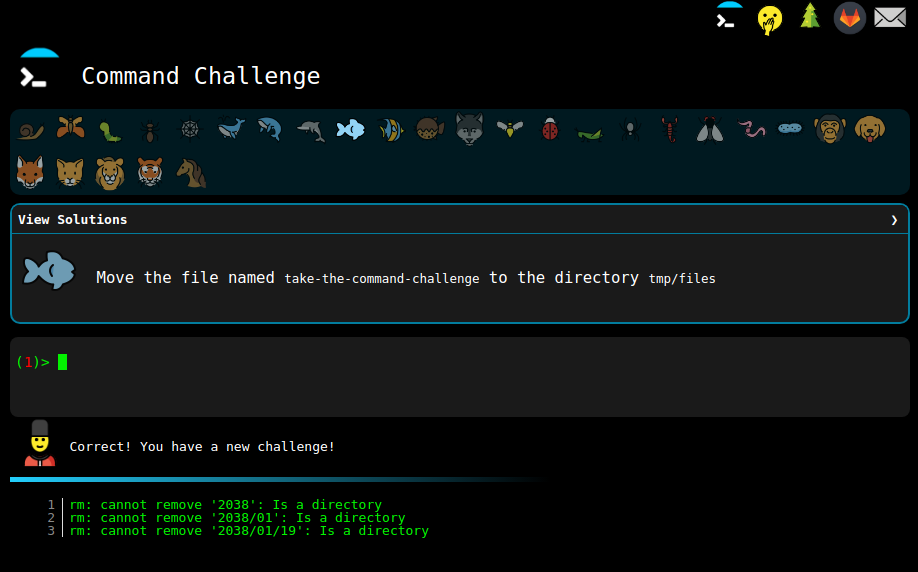 Command Challenge
View Solutions ❯
Move the file named take-the-command-challenge to the directory tmp/files
(1)>
Correct! You have a new challenge!
1 rm: cannot remove '2038': Is a directory
2 rm: cannot remove '2038/01': Is a directory
3 rm: cannot remove '2038/01/19': Is a directory